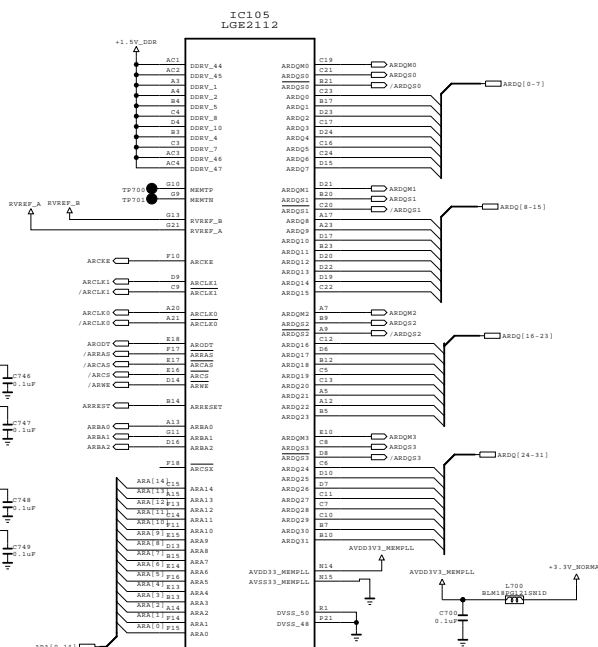 IC105
LGE2112
+1.5V_DDR
AC1 DDRV_44
AC2 DDRV_45
A3 DDRV_1
A4 DDRV_2
B4 DDRV_5
C4 DDRV_8
D4 DDRV_10
B3 DDRV_4
C3 DDRV_7
AC3 DDRV_46
AC4 DDRV_47
TP700 G10 MEMTP
TP701 G9 MEMTN
RVREF_A RVREF_B
G13 RVREF_B
G21 RVREF_A
ARCKE F10 ARCKE
ARCLK1 D9 ARCLK1
/ARCLK1 C9 ARCLK1
ARCLK0 A20 ARCLK0
/ARCLK0 A21 ARCLK0
ARODT E18 ARODT
/ARRAS F17 ARRAS
/ARCAS E17 ARCAS
/ARCS E16 ARCS
/ARWE D14 ARWE
ARREST B14 ARRESET
ARBA0 A13 ARBA0
ARBA1 G11 ARBA1
ARBA2 D16 ARBA2
F18 ARCSX
ARA[14] C15 ARA14
ARA[13] A15 ARA13
ARA[12] F13 ARA12
ARA[11] C14 ARA11
ARA[10] F11 ARA10
ARA[9] E15 ARA9
ARA[8] D13 ARA8
ARA[7] B15 ARA7
ARA[6] E14 ARA6
ARA[5] F16 ARA5
ARA[4] E13 ARA4
ARA[3] B13 ARA3
ARA[2] A14 ARA2
ARA[1] F14 ARA1
ARA[0] F15 ARA0
ARA[0-14]
C746
0.1uF
C747
0.1uF
C748
0.1uF
C749
0.1uF
ARDQM0 C19 ARDQM0
ARDQS0 C21 ARDQS0
ARDQS0 B21 /ARDQS0
ARDQ0 C23
ARDQ1 B17
ARDQ2 D23
ARDQ3 C17
ARDQ4 D24
ARDQ5 C16
ARDQ6 C24
ARDQ7 D15
ARDQ[0-7]
ARDQM1 D21 ARDQM1
ARDQS1 B20 ARDQS1
ARDQS1 C20 /ARDQS1
ARDQ8 A17
ARDQ9 A23
ARDQ10 D17
ARDQ11 B23
ARDQ12 D20
ARDQ13 D22
ARDQ14 D19
ARDQ15 C22
ARDQ[8-15]
ARDQM2 A7 ARDQM2
ARDQS2 B9 ARDQS2
ARDQS2 A9 /ARDQS2
ARDQ16 C12
ARDQ17 D6
ARDQ18 B12
ARDQ19 C5
ARDQ20 C13
ARDQ21 A5
ARDQ22 A12
ARDQ23 B5
ARDQ[16-23]
ARDQM3 E10 ARDQM3
ARDQS3 C8 ARDQS3
ARDQS3 D8 /ARDQS3
ARDQ24 C6
ARDQ25 D10
ARDQ26 D7
ARDQ27 C11
ARDQ28 C7
ARDQ29 C10
ARDQ30 B7
ARDQ31 B10
ARDQ[24-31]
AVDD3V3_MEMPLL
AVDD33_MEMPLL N14
AVSS33_MEMPLL N15
DVSS_50 R1
DVSS_48 P21
AVDD3V3_MEMPLL
+3.3V_NORMA
L700
BLM18PG121SN1D
C700
0.1uF